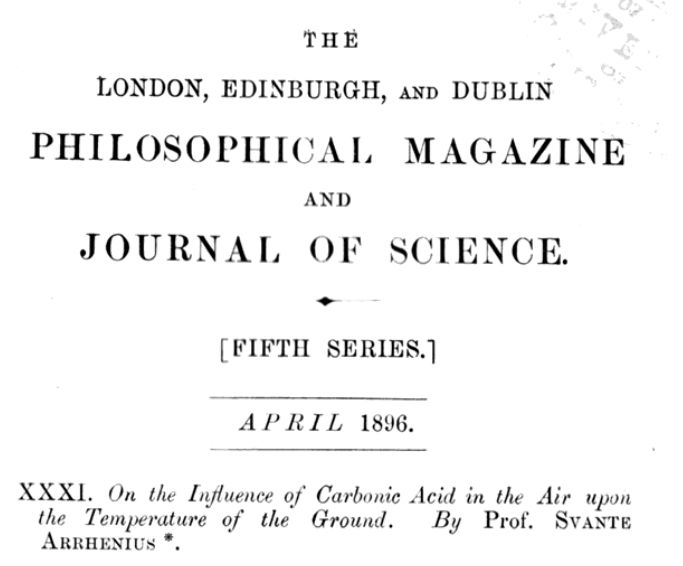 THE
LONDON, EDINBURGH, AND DUBLIN
PHILOSOPHICAL MAGAZINE
AND
JOURNAL OF SCIENCE.
[FIFTH SERIES.]
APRIL 1896.
XXXI. On the Influence of Carbonic Acid in the Air upon
the Temperature of the Ground. By Prof. SVANTE
ARRHENIUS *.